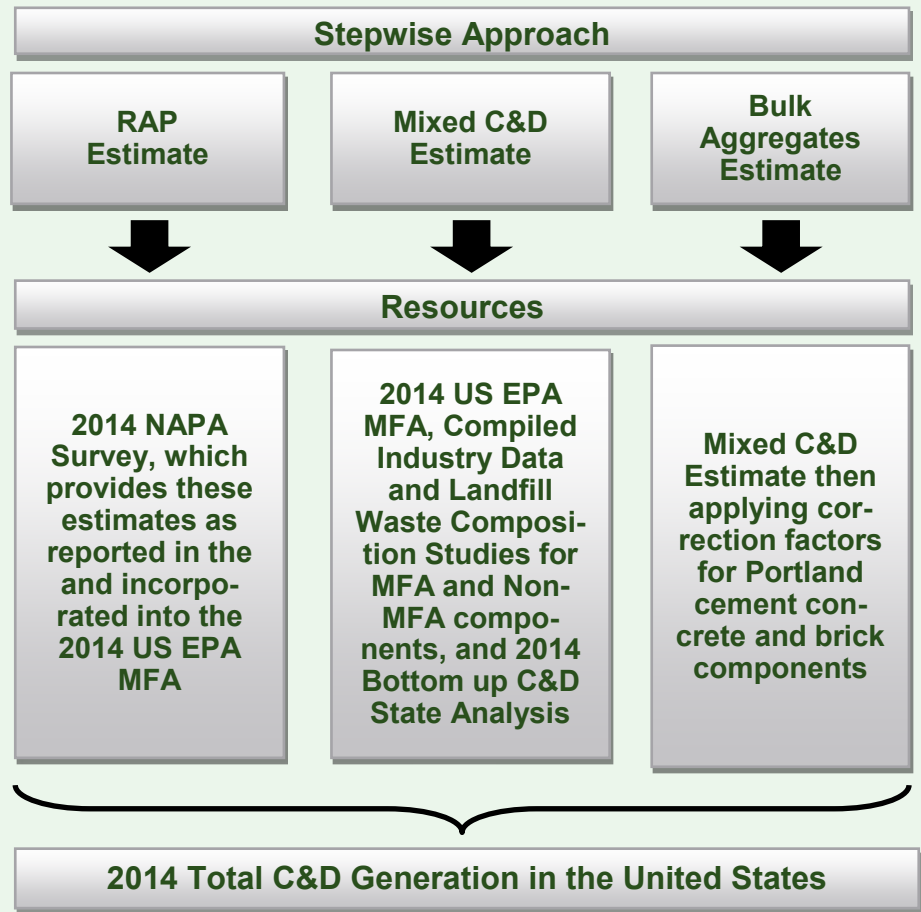 Stepwise Approach
RAP
Estimate
Mixed C&D
Estimate
Bulk
Aggregates
Estimate
Resources
2014 NAPA
Survey, which
provides these
estimates as
reported in the
and incorpo-
rated into the
2014 US EPA
MFA
2014 US EPA
MFA, Compiled
Industry Data
and Landfill
Waste Composi-
tion Studies for
MFA and Non-
MFA compo-
nents, and 2014
Bottom up C&D
State Analysis
Mixed C&D
Estimate then
applying cor-
rection factors
for Portland
cement con-
crete and brick
components
2014 Total C&D Generation in the United States